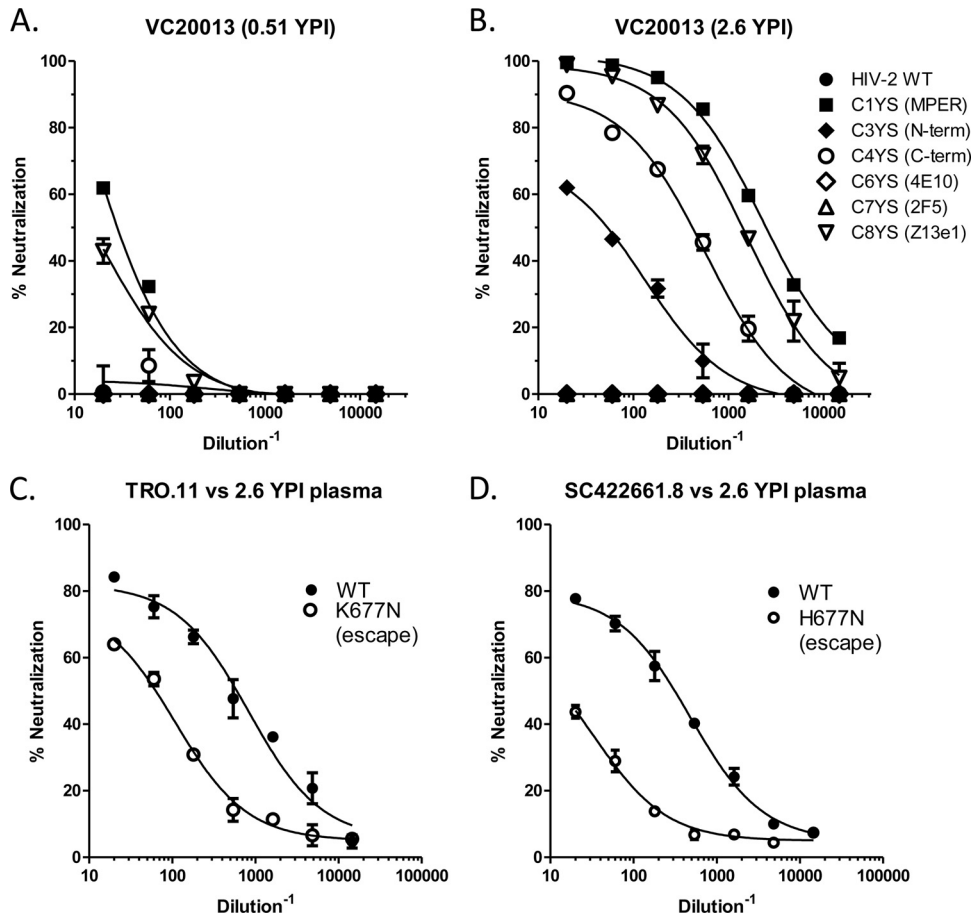 A.
VC20013 (0.51 YPI)
100
80
60
40
20
0
% Neutralization
10
100
1000
10000
Dilution-1
B.
VC20013 (2.6 YPI)
100
80
60
40
20
0
% Neutralization
10
100
1000
10000
Dilution-1
HIV-2 WT
C1YS (MPER)
C3YS (N-term)
C4YS (C-term)
C6YS (4E10)
C7YS (2F5)
C8YS (Z13e1)
C.
TRO.11 vs 2.6 YPI plasma
100
80
60
40
20
0
% Neutralization
10
100
1000
10000
100000
Dilution-1
WT
K677N
(escape)
D.
SC422661.8 vs 2.6 YPI plasma
100
80
60
40
20
0
% Neutralization
10
100
1000
10000
100000
Dilution-1
WT
H677N
(escape)